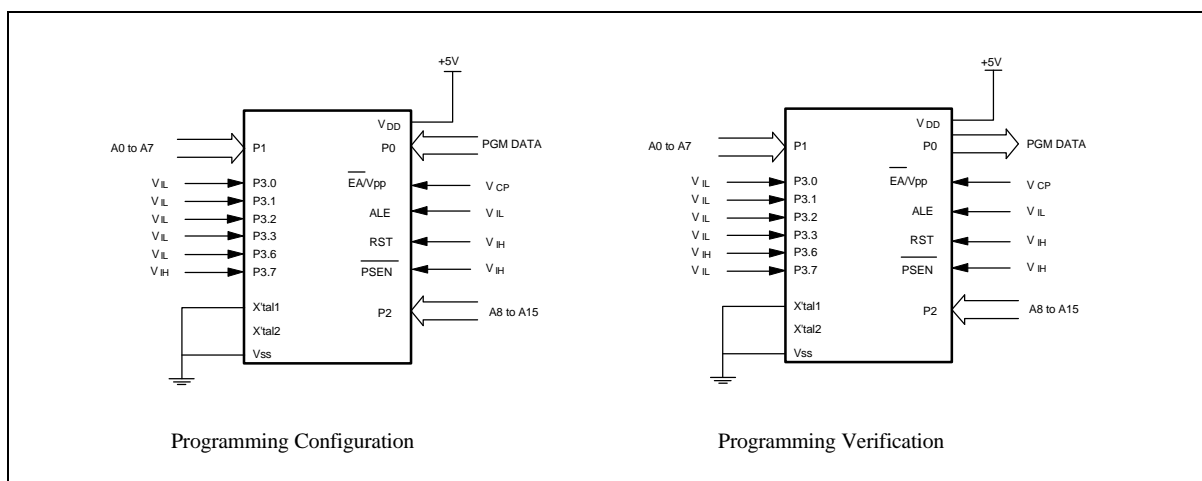 +5V
VDD
A0 to A7
P1
P0
PGM DATA
VIL
P3.0
EA/Vpp
VCP
VIL
P3.1
VIL
P3.2
ALE
VIL
VIL
P3.3
RST
VIH
VIL
P3.6
VIH
P3.7
PSEN
VIH
X'tal1
P2
A8 to A15
X'tal2
Vss
Programming Configuration
+5V
VDD
A0 to A7
P1
P0
PGM DATA
VIL
P3.0
EA/Vpp
VCP
VIL
P3.1
VIL
P3.2
ALE
VIL
VIL
P3.3
RST
VIH
VIH
P3.6
VIL
P3.7
PSEN
VIH
X'tal1
P2
A8 to A15
X'tal2
Vss
Programming Verification